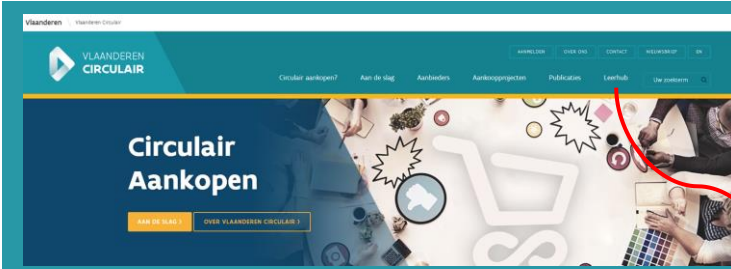 Vlaanderen Vlaanderen Circulair
AANMELDEN OVER ONS CONTACT NIEUWSBRIEF EN
VLAANDEREN
CIRCULAIR
Circulair aankopen? Aan de slag Aanbieders Aankoopprojecten Publicaties Leerhub Uw zoekterm
Circulair
Aankopen
AAN DE SLAG > OVER VLAANDEREN CIRCULAIR >